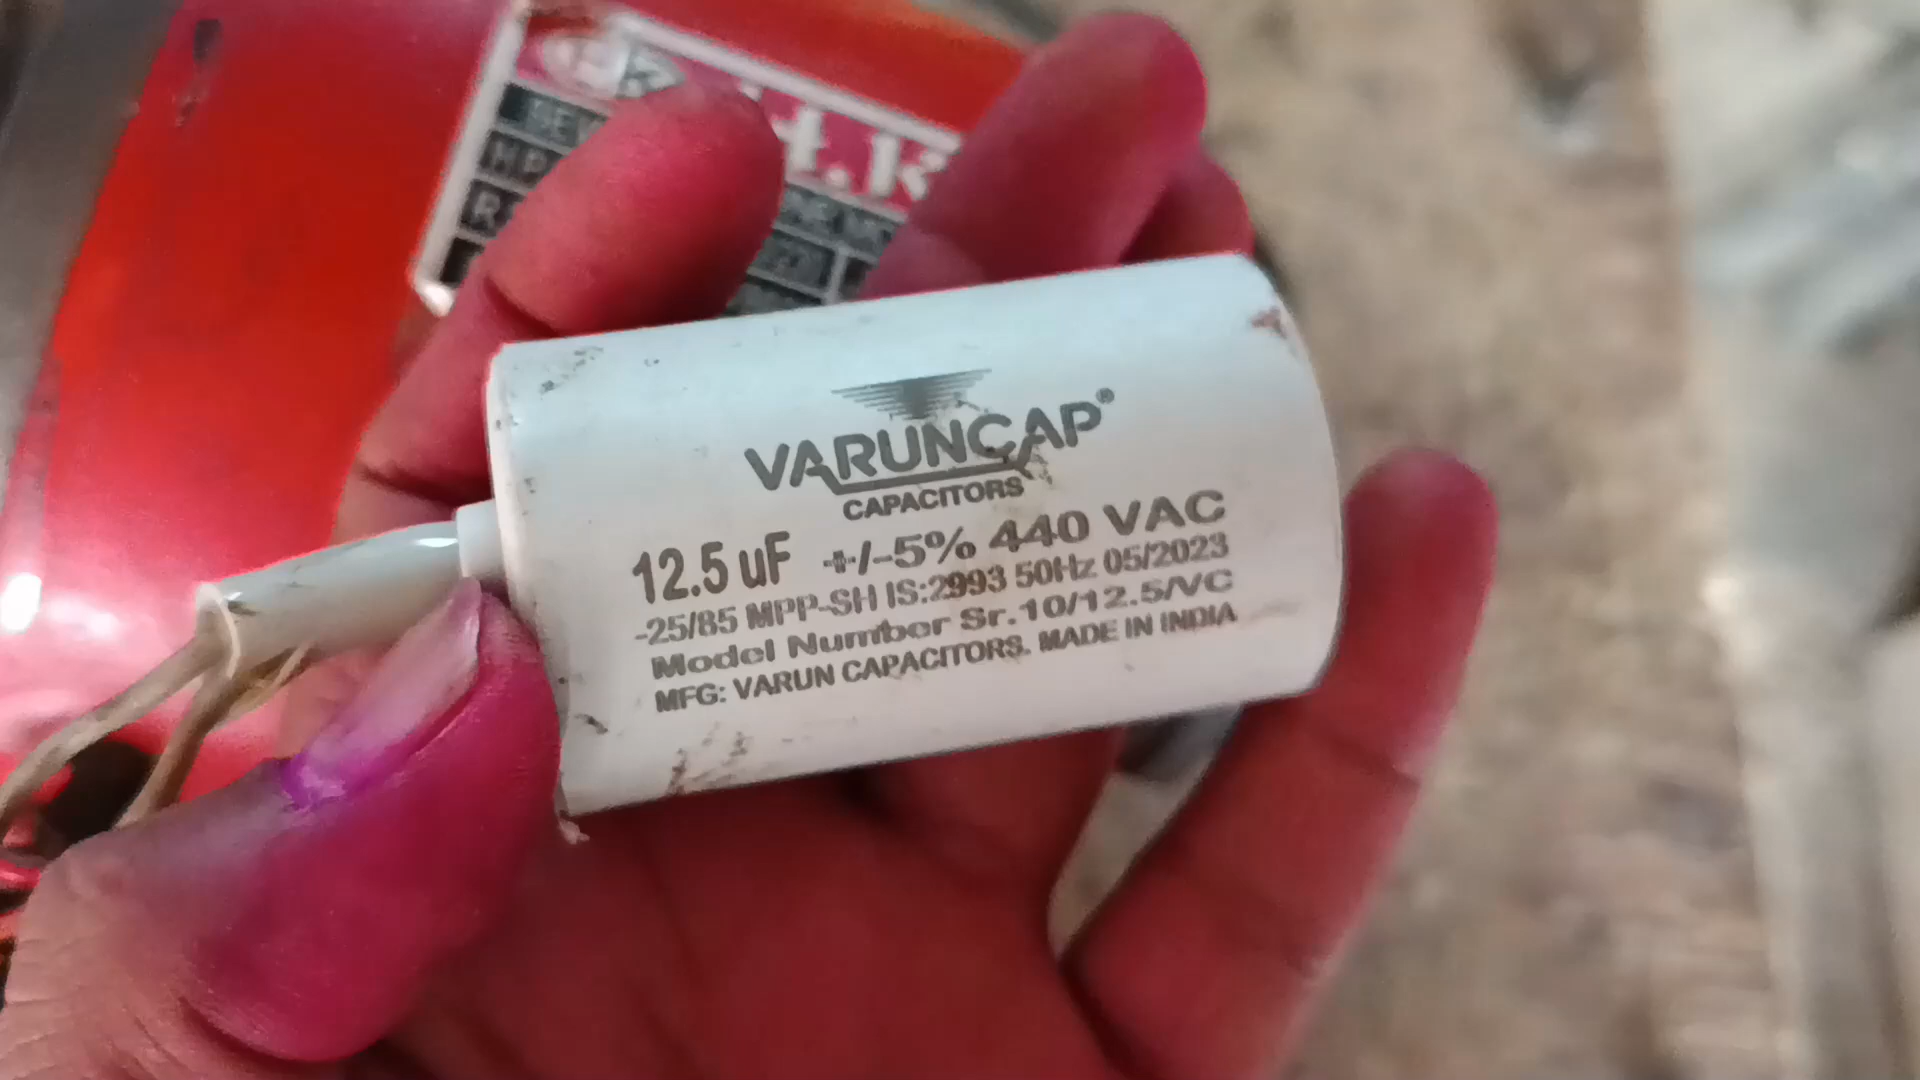 H.K
HP
VARUNCAP®
CAPACITORS
12.5 uF +/-5% 440 VAC
-25/85 MPP-SH IS:2993 50Hz 05/2023
Model Number Sr.10/12.5/VC
MFG: VARUN CAPACITORS. MADE IN INDIA